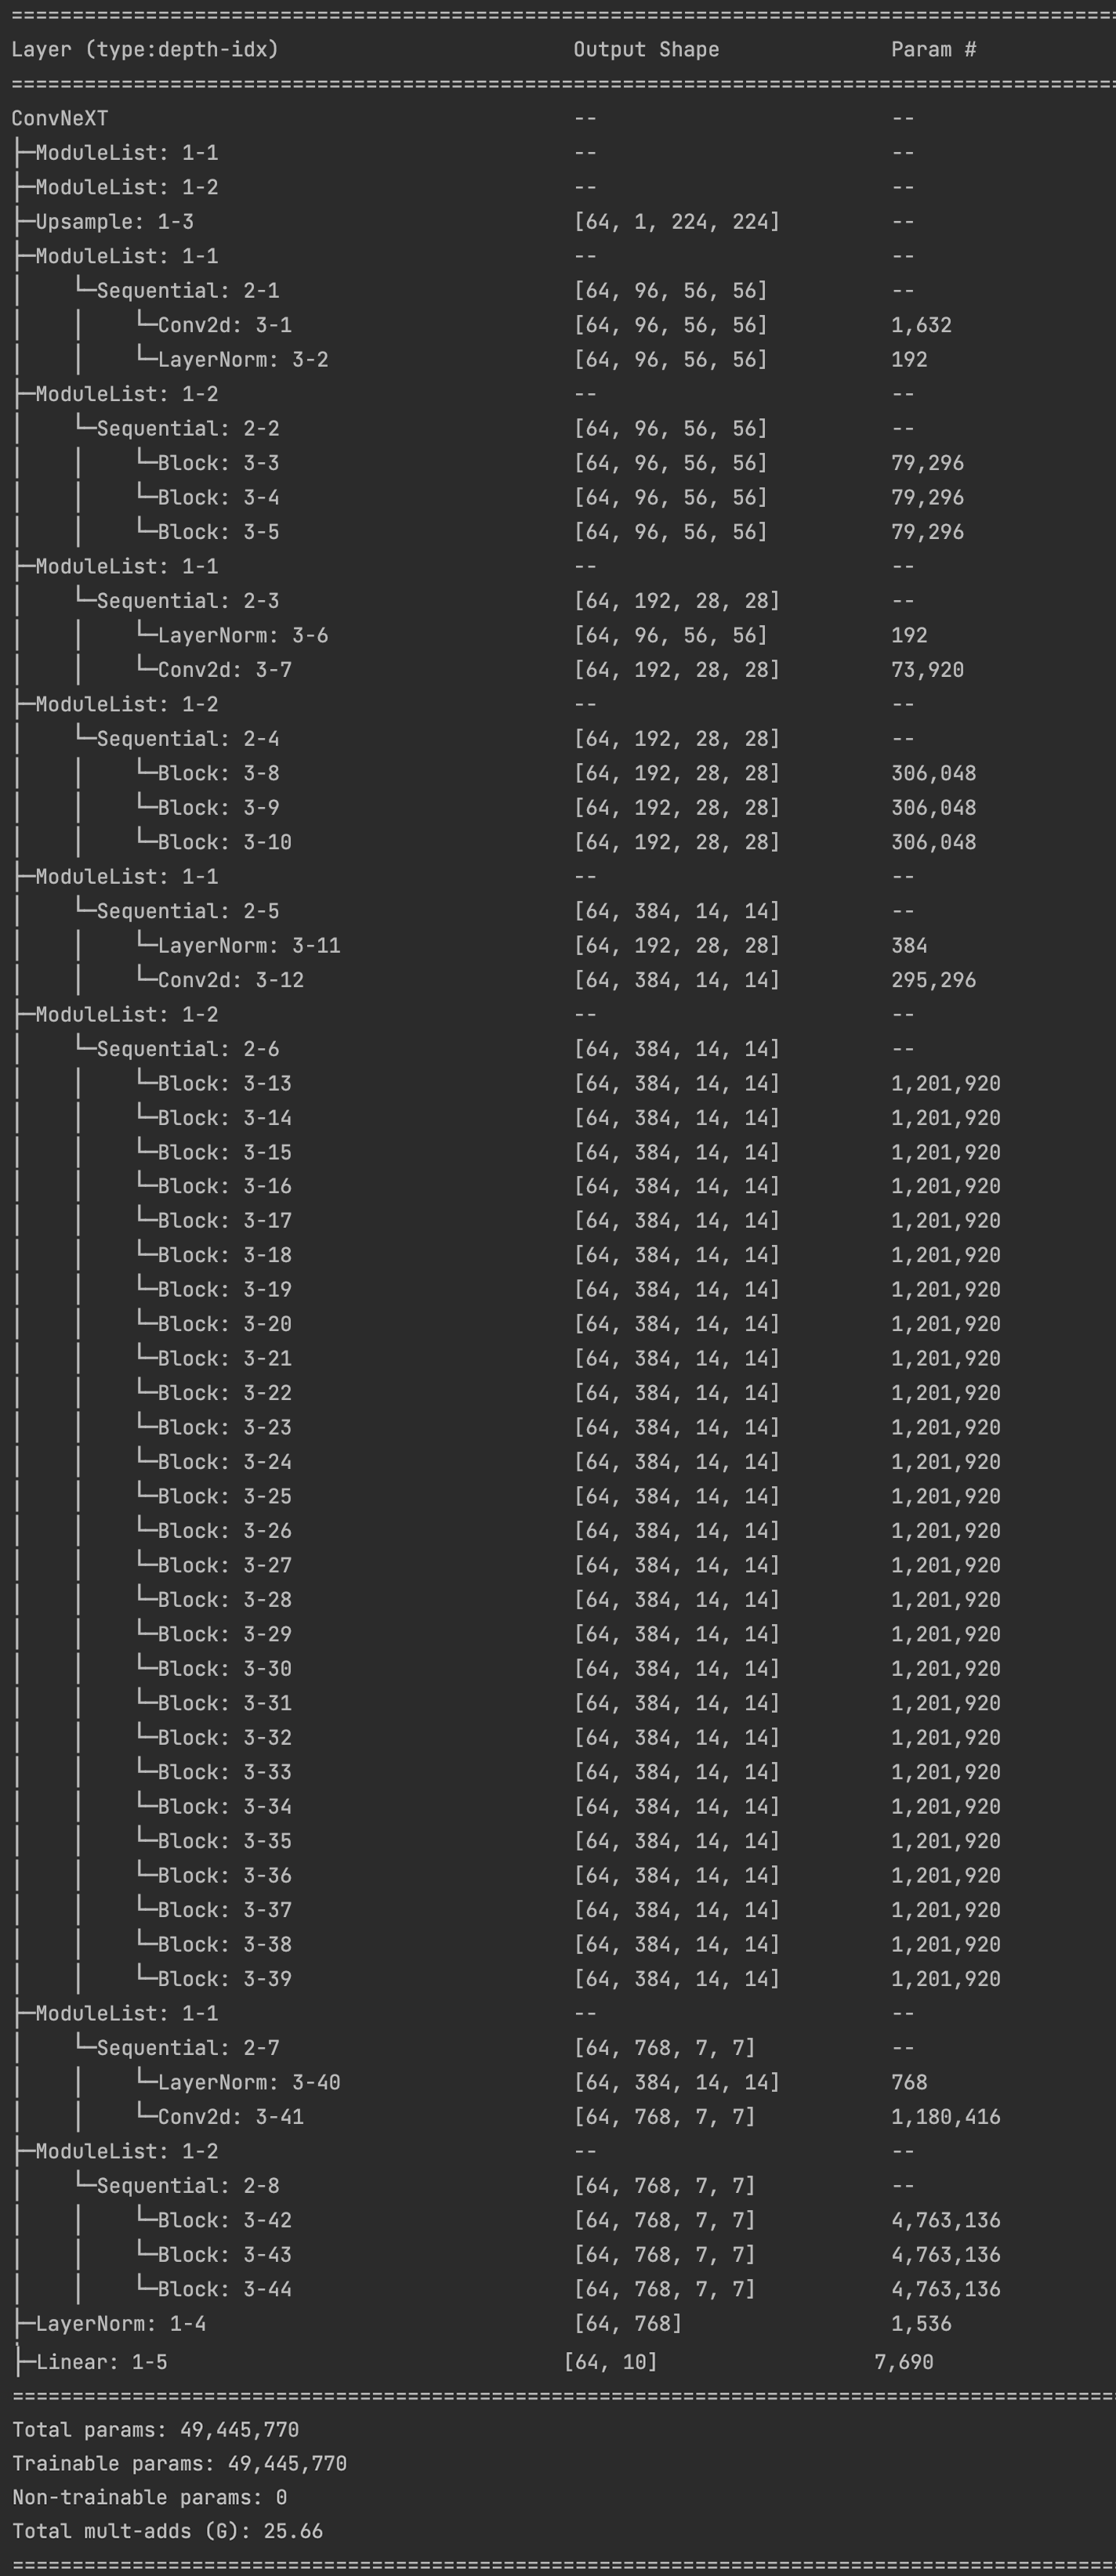 ==========================================================================================
Layer (type:depth-idx) Output Shape Param #
==========================================================================================
ConvNeXT -- --
├─ModuleList: 1-1 -- --
├─ModuleList: 1-2 -- --
├─Upsample: 1-3 [64, 1, 224, 224] --
├─ModuleList: 1-1 -- --
│ └─Sequential: 2-1 [64, 96, 56, 56] --
│ │ └─Conv2d: 3-1 [64, 96, 56, 56] 1,632
│ │ └─LayerNorm: 3-2 [64, 96, 56, 56] 192
├─ModuleList: 1-2 -- --
│ └─Sequential: 2-2 [64, 96, 56, 56] --
│ │ └─Block: 3-3 [64, 96, 56, 56] 79,296
│ │ └─Block: 3-4 [64, 96, 56, 56] 79,296
│ │ └─Block: 3-5 [64, 96, 56, 56] 79,296
├─ModuleList: 1-1 -- --
│ └─Sequential: 2-3 [64, 192, 28, 28] --
│ │ └─LayerNorm: 3-6 [64, 96, 56, 56] 192
│ │ └─Conv2d: 3-7 [64, 192, 28, 28] 73,920
├─ModuleList: 1-2 -- --
│ └─Sequential: 2-4 [64, 192, 28, 28] --
│ │ └─Block: 3-8 [64, 192, 28, 28] 306,048
│ │ └─Block: 3-9 [64, 192, 28, 28] 306,048
│ │ └─Block: 3-10 [64, 192, 28, 28] 306,048
├─ModuleList: 1-1 -- --
│ └─Sequential: 2-5 [64, 384, 14, 14] --
│ │ └─LayerNorm: 3-11 [64, 192, 28, 28] 384
│ │ └─Conv2d: 3-12 [64, 384, 14, 14] 295,296
├─ModuleList: 1-2 -- --
│ └─Sequential: 2-6 [64, 384, 14, 14] --
│ │ └─Block: 3-13 [64, 384, 14, 14] 1,201,920
│ │ └─Block: 3-14 [64, 384, 14, 14] 1,201,920
│ │ └─Block: 3-15 [64, 384, 14, 14] 1,201,920
│ │ └─Block: 3-16 [64, 384, 14, 14] 1,201,920
│ │ └─Block: 3-17 [64, 384, 14, 14] 1,201,920
│ │ └─Block: 3-18 [64, 384, 14, 14] 1,201,920
│ │ └─Block: 3-19 [64, 384, 14, 14] 1,201,920
│ │ └─Block: 3-20 [64, 384, 14, 14] 1,201,920
│ │ └─Block: 3-21 [64, 384, 14, 14] 1,201,920
│ │ └─Block: 3-22 [64, 384, 14, 14] 1,201,920
│ │ └─Block: 3-23 [64, 384, 14, 14] 1,201,920
│ │ └─Block: 3-24 [64, 384, 14, 14] 1,201,920
│ │ └─Block: 3-25 [64, 384, 14, 14] 1,201,920
│ │ └─Block: 3-26 [64, 384, 14, 14] 1,201,920
│ │ └─Block: 3-27 [64, 384, 14, 14] 1,201,920
│ │ └─Block: 3-28 [64, 384, 14, 14] 1,201,920
│ │ └─Block: 3-29 [64, 384, 14, 14] 1,201,920
│ │ └─Block: 3-30 [64, 384, 14, 14] 1,201,920
│ │ └─Block: 3-31 [64, 384, 14, 14] 1,201,920
│ │ └─Block: 3-32 [64, 384, 14, 14] 1,201,920
│ │ └─Block: 3-33 [64, 384, 14, 14] 1,201,920
│ │ └─Block: 3-34 [64, 384, 14, 14] 1,201,920
│ │ └─Block: 3-35 [64, 384, 14, 14] 1,201,920
│ │ └─Block: 3-36 [64, 384, 14, 14] 1,201,920
│ │ └─Block: 3-37 [64, 384, 14, 14] 1,201,920
│ │ └─Block: 3-38 [64, 384, 14, 14] 1,201,920
│ │ └─Block: 3-39 [64, 384, 14, 14] 1,201,920
├─ModuleList: 1-1 -- --
│ └─Sequential: 2-7 [64, 768, 7, 7] --
│ │ └─LayerNorm: 3-40 [64, 384, 14, 14] 768
│ │ └─Conv2d: 3-41 [64, 768, 7, 7] 1,180,416
├─ModuleList: 1-2 -- --
│ └─Sequential: 2-8 [64, 768, 7, 7] --
│ │ └─Block: 3-42 [64, 768, 7, 7] 4,763,136
│ │ └─Block: 3-43 [64, 768, 7, 7] 4,763,136
│ │ └─Block: 3-44 [64, 768, 7, 7] 4,763,136
├─LayerNorm: 1-4 [64, 768] 1,536
├─Linear: 1-5 [64, 10] 7,690
==========================================================================================
Total params: 49,445,770
Trainable params: 49,445,770
Non-trainable params: 0
Total mult-adds (G): 25.66
==========================================================================================